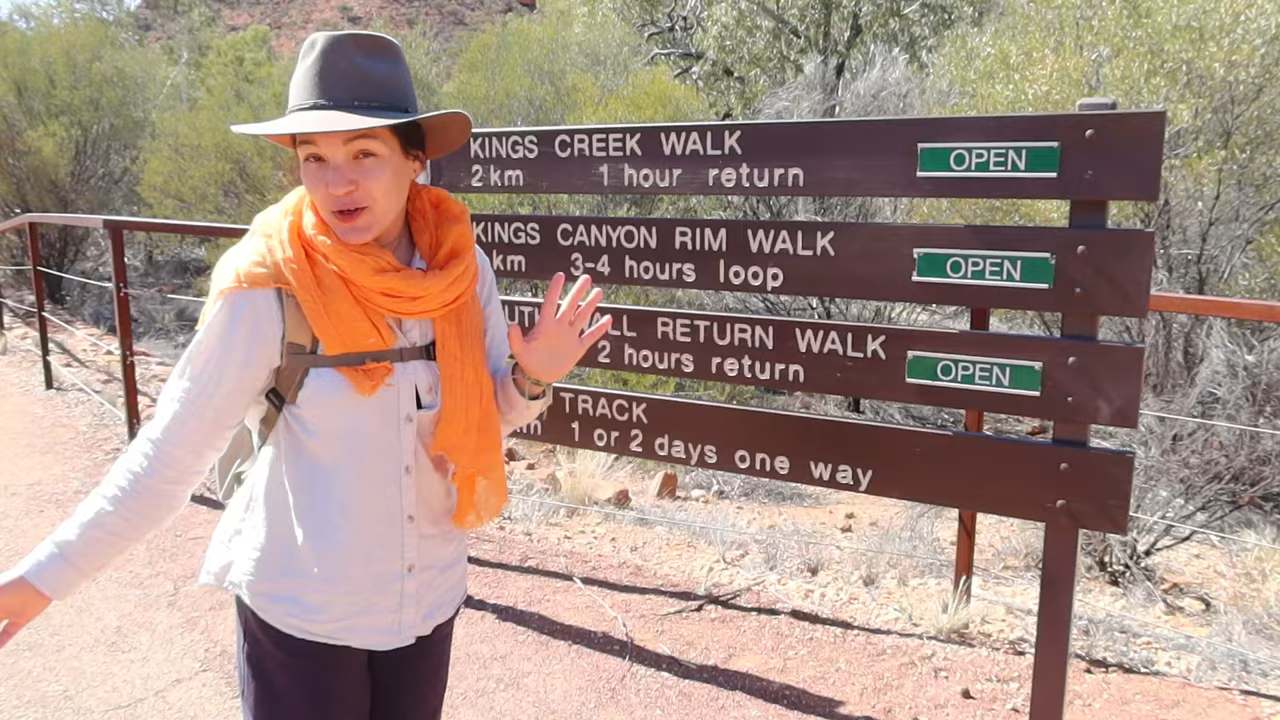 KINGS CREEK WALK
2 km 1 hour return
OPEN
KINGS CANYON RIM WALK
km 3-4 hours loop
OPEN
RETURN WALK
2 hours return
OPEN
TRACK
1 or 2 days one way